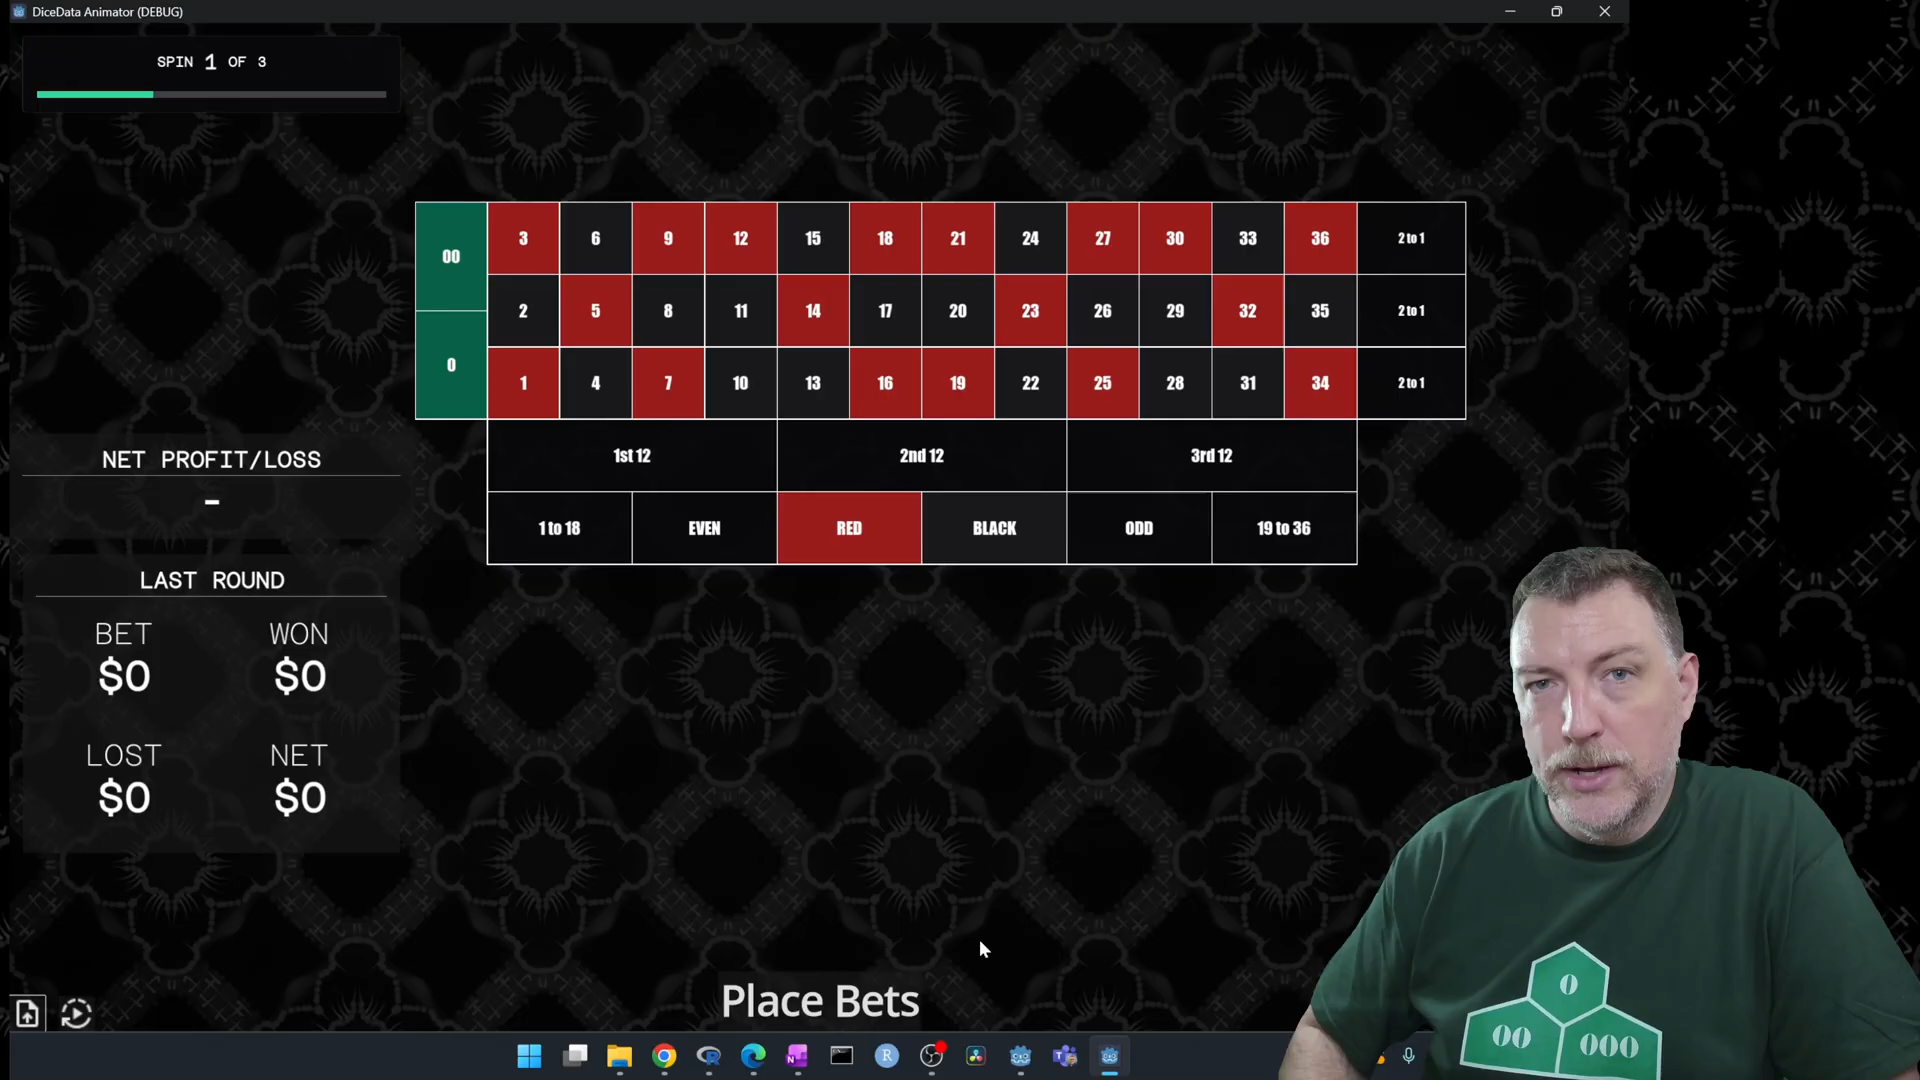 DiceData Animator (DEBUG)
SPIN 1 OF 3
00 3 6 9 12 15 18 21 24 27 30 33 36 2 to 1
2 5 8 11 14 17 20 23 26 29 32 35 2 to 1
0 1 4 7 10 13 16 19 22 25 28 31 34 2 to 1
1st 12 2nd 12 3rd 12
1 to 18 EVEN RED BLACK ODD 19 to 36
NET PROFIT/LOSS
-
LAST ROUND
BET WON
$0 $0
LOST NET
$0 $0
Place Bets
R
R
0
00 000